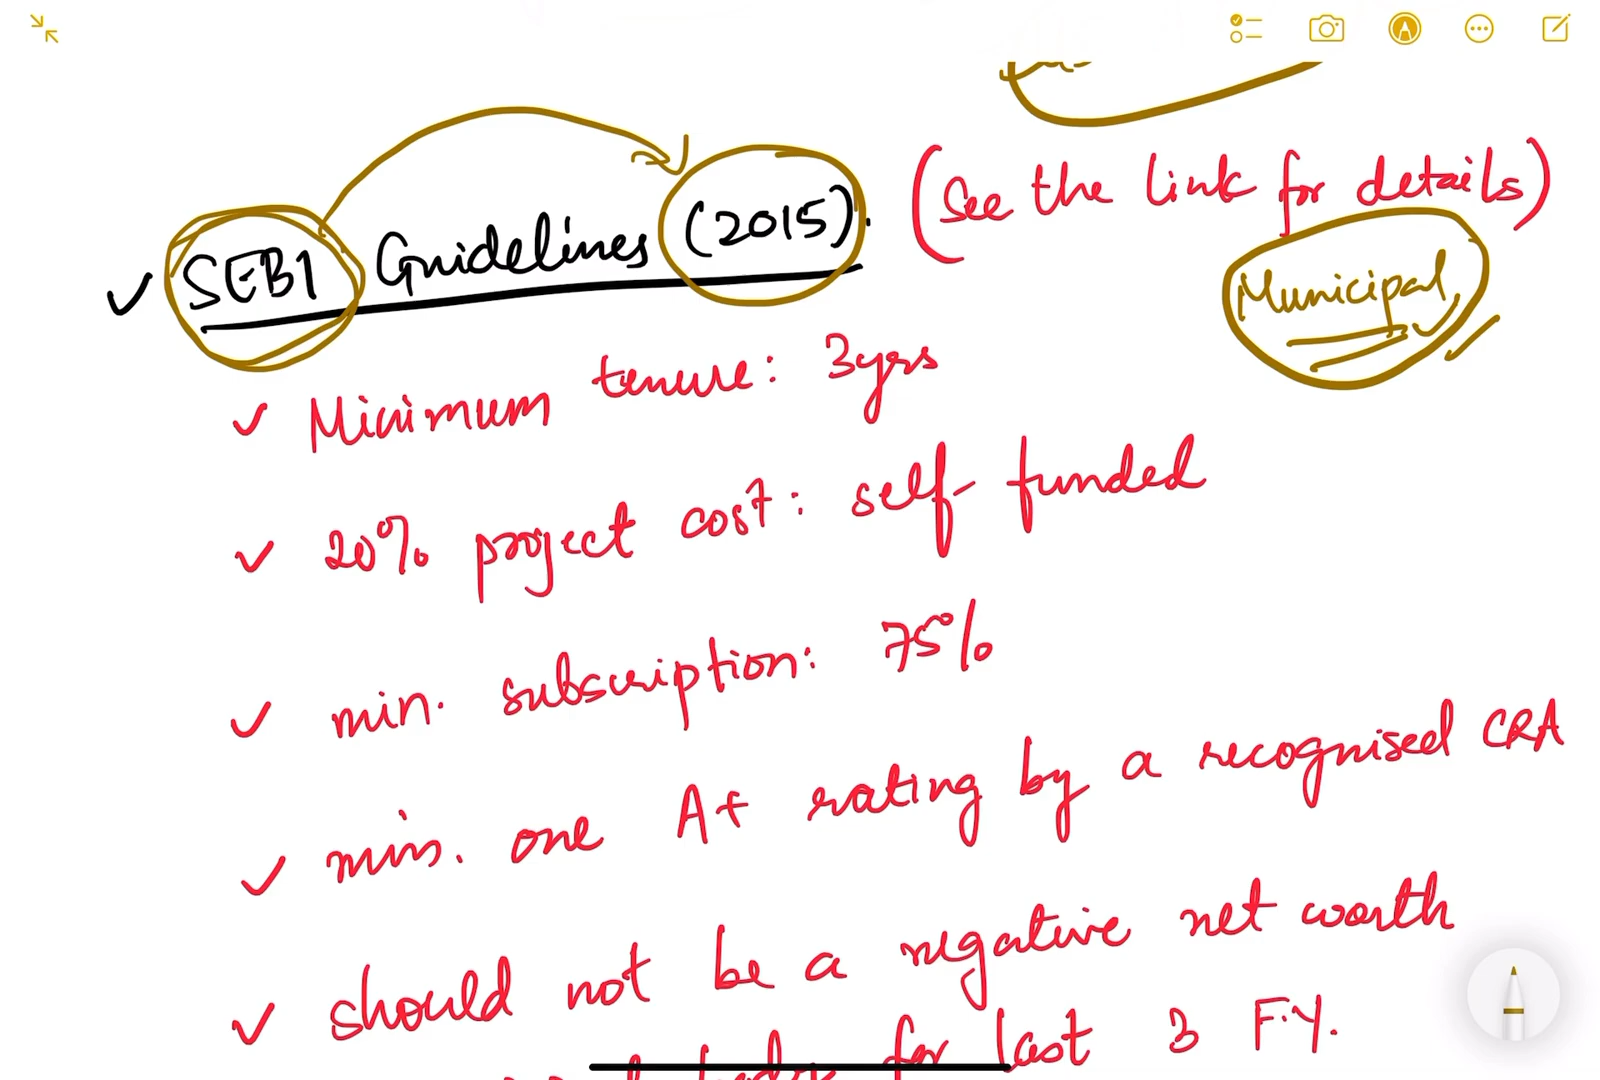 SEBI Guidelines (2015). (See the link for details)
Municipal
Minimum tenure: 3yrs
20% project cost: self-funded
min. subscription: 75%
min. one A+ rating by a recognised CRA
should not be a negative net worth
for last 3 F.Y.